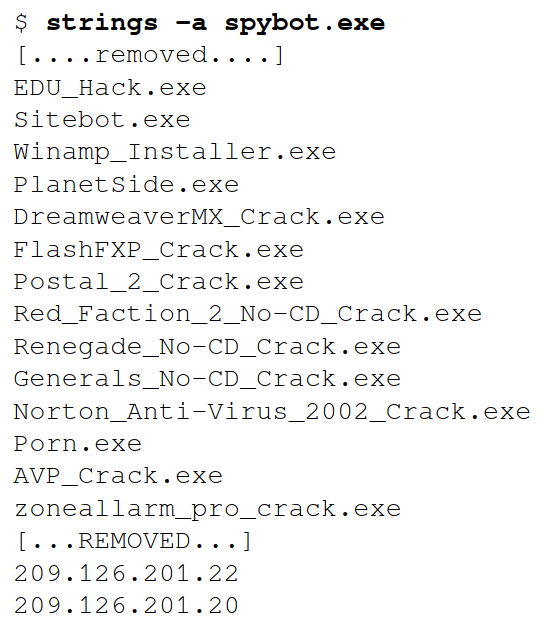 $ strings -a spybot.exe
[....removed....]
EDU_Hack.exe
Sitebot.exe
Winamp_Installer.exe
PlanetSide.exe
DreamweaverMX_Crack.exe
FlashFXP_Crack.exe
Postal_2_Crack.exe
Red_Faction_2_No-CD_Crack.exe
Renegade_No-CD_Crack.exe
Generals_No-CD_Crack.exe
Norton_Anti-Virus_2002_Crack.exe
Porn.exe
AVP_Crack.exe
zoneallarm_pro_crack.exe
[...REMOVED...]
209.126.201.22
209.126.201.20